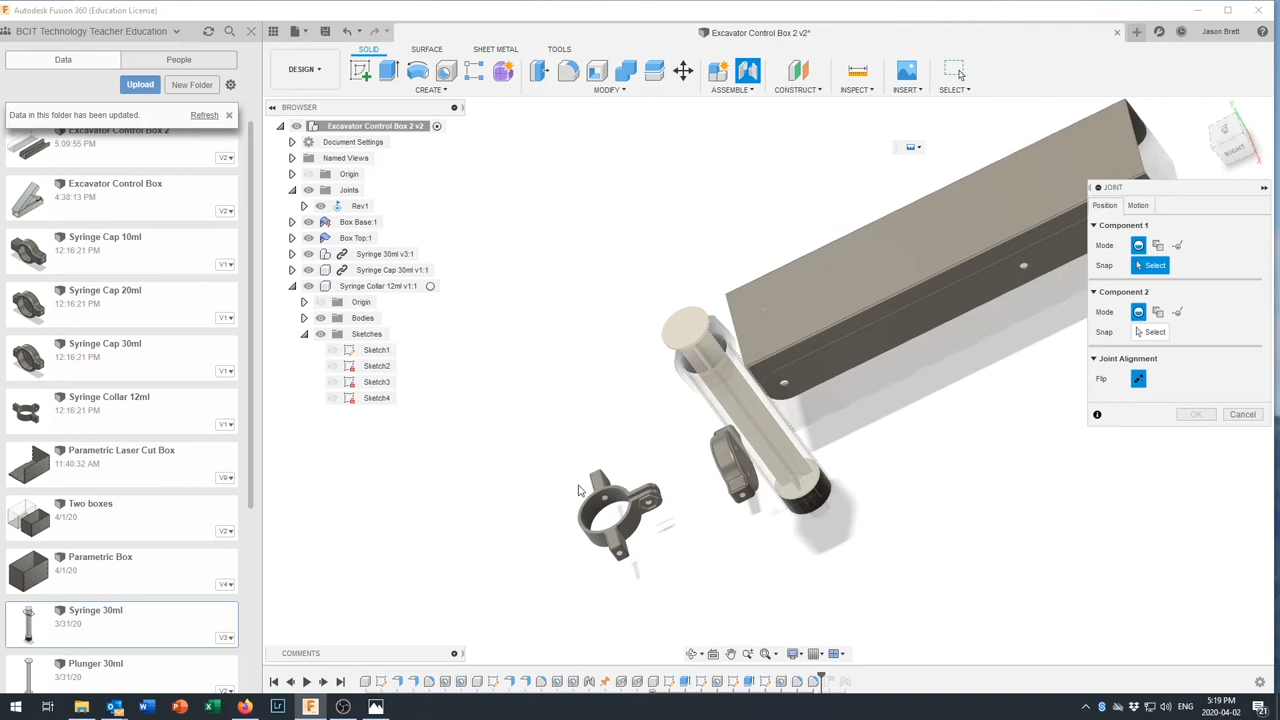 Autodesk Fusion 360 (Education License)
BCIT Technology Teacher Education
Excavator Control Box 2 v2*
Jason Brett
Data
People
Upload
New Folder
Data in this folder has been updated.
Refresh
Excavator Control Box 2
5:09:55 PM
V2
Excavator Control Box
4:38:13 PM
V2
Syringe Cap 10ml
12:16:21 PM
V1
Syringe Cap 20ml
12:16:21 PM
V1
Syringe Cap 30ml
12:16:21 PM
V1
Syringe Collar 12ml
12:16:21 PM
V1
Parametric Laser Cut Box
11:40:32 AM
V9
Two boxes
4/1/20
V2
Parametric Box
4/1/20
V4
Syringe 30ml
3/31/20
V3
Plunger 30ml
3/31/20
V2
DESIGN
SOLID
SURFACE
SHEET METAL
TOOLS
CREATE
MODIFY
ASSEMBLE
CONSTRUCT
INSPECT
INSERT
SELECT
BROWSER
Excavator Control Box 2 v2
Document Settings
Named Views
Origin
Joints
Rev1
Box Base:1
Box Top:1
Syringe 30ml v3:1
Syringe Cap 30ml v1:1
Syringe Collar 12ml v1:1
Origin
Bodies
Sketches
Sketch1
Sketch2
Sketch3
Sketch4
RIGHT
JOINT
Position
Motion
Component 1
Mode
Snap
Select
Component 2
Mode
Snap
Select
Joint Alignment
Flip
OK
Cancel
COMMENTS
ENG
5:19 PM
2020-04-02